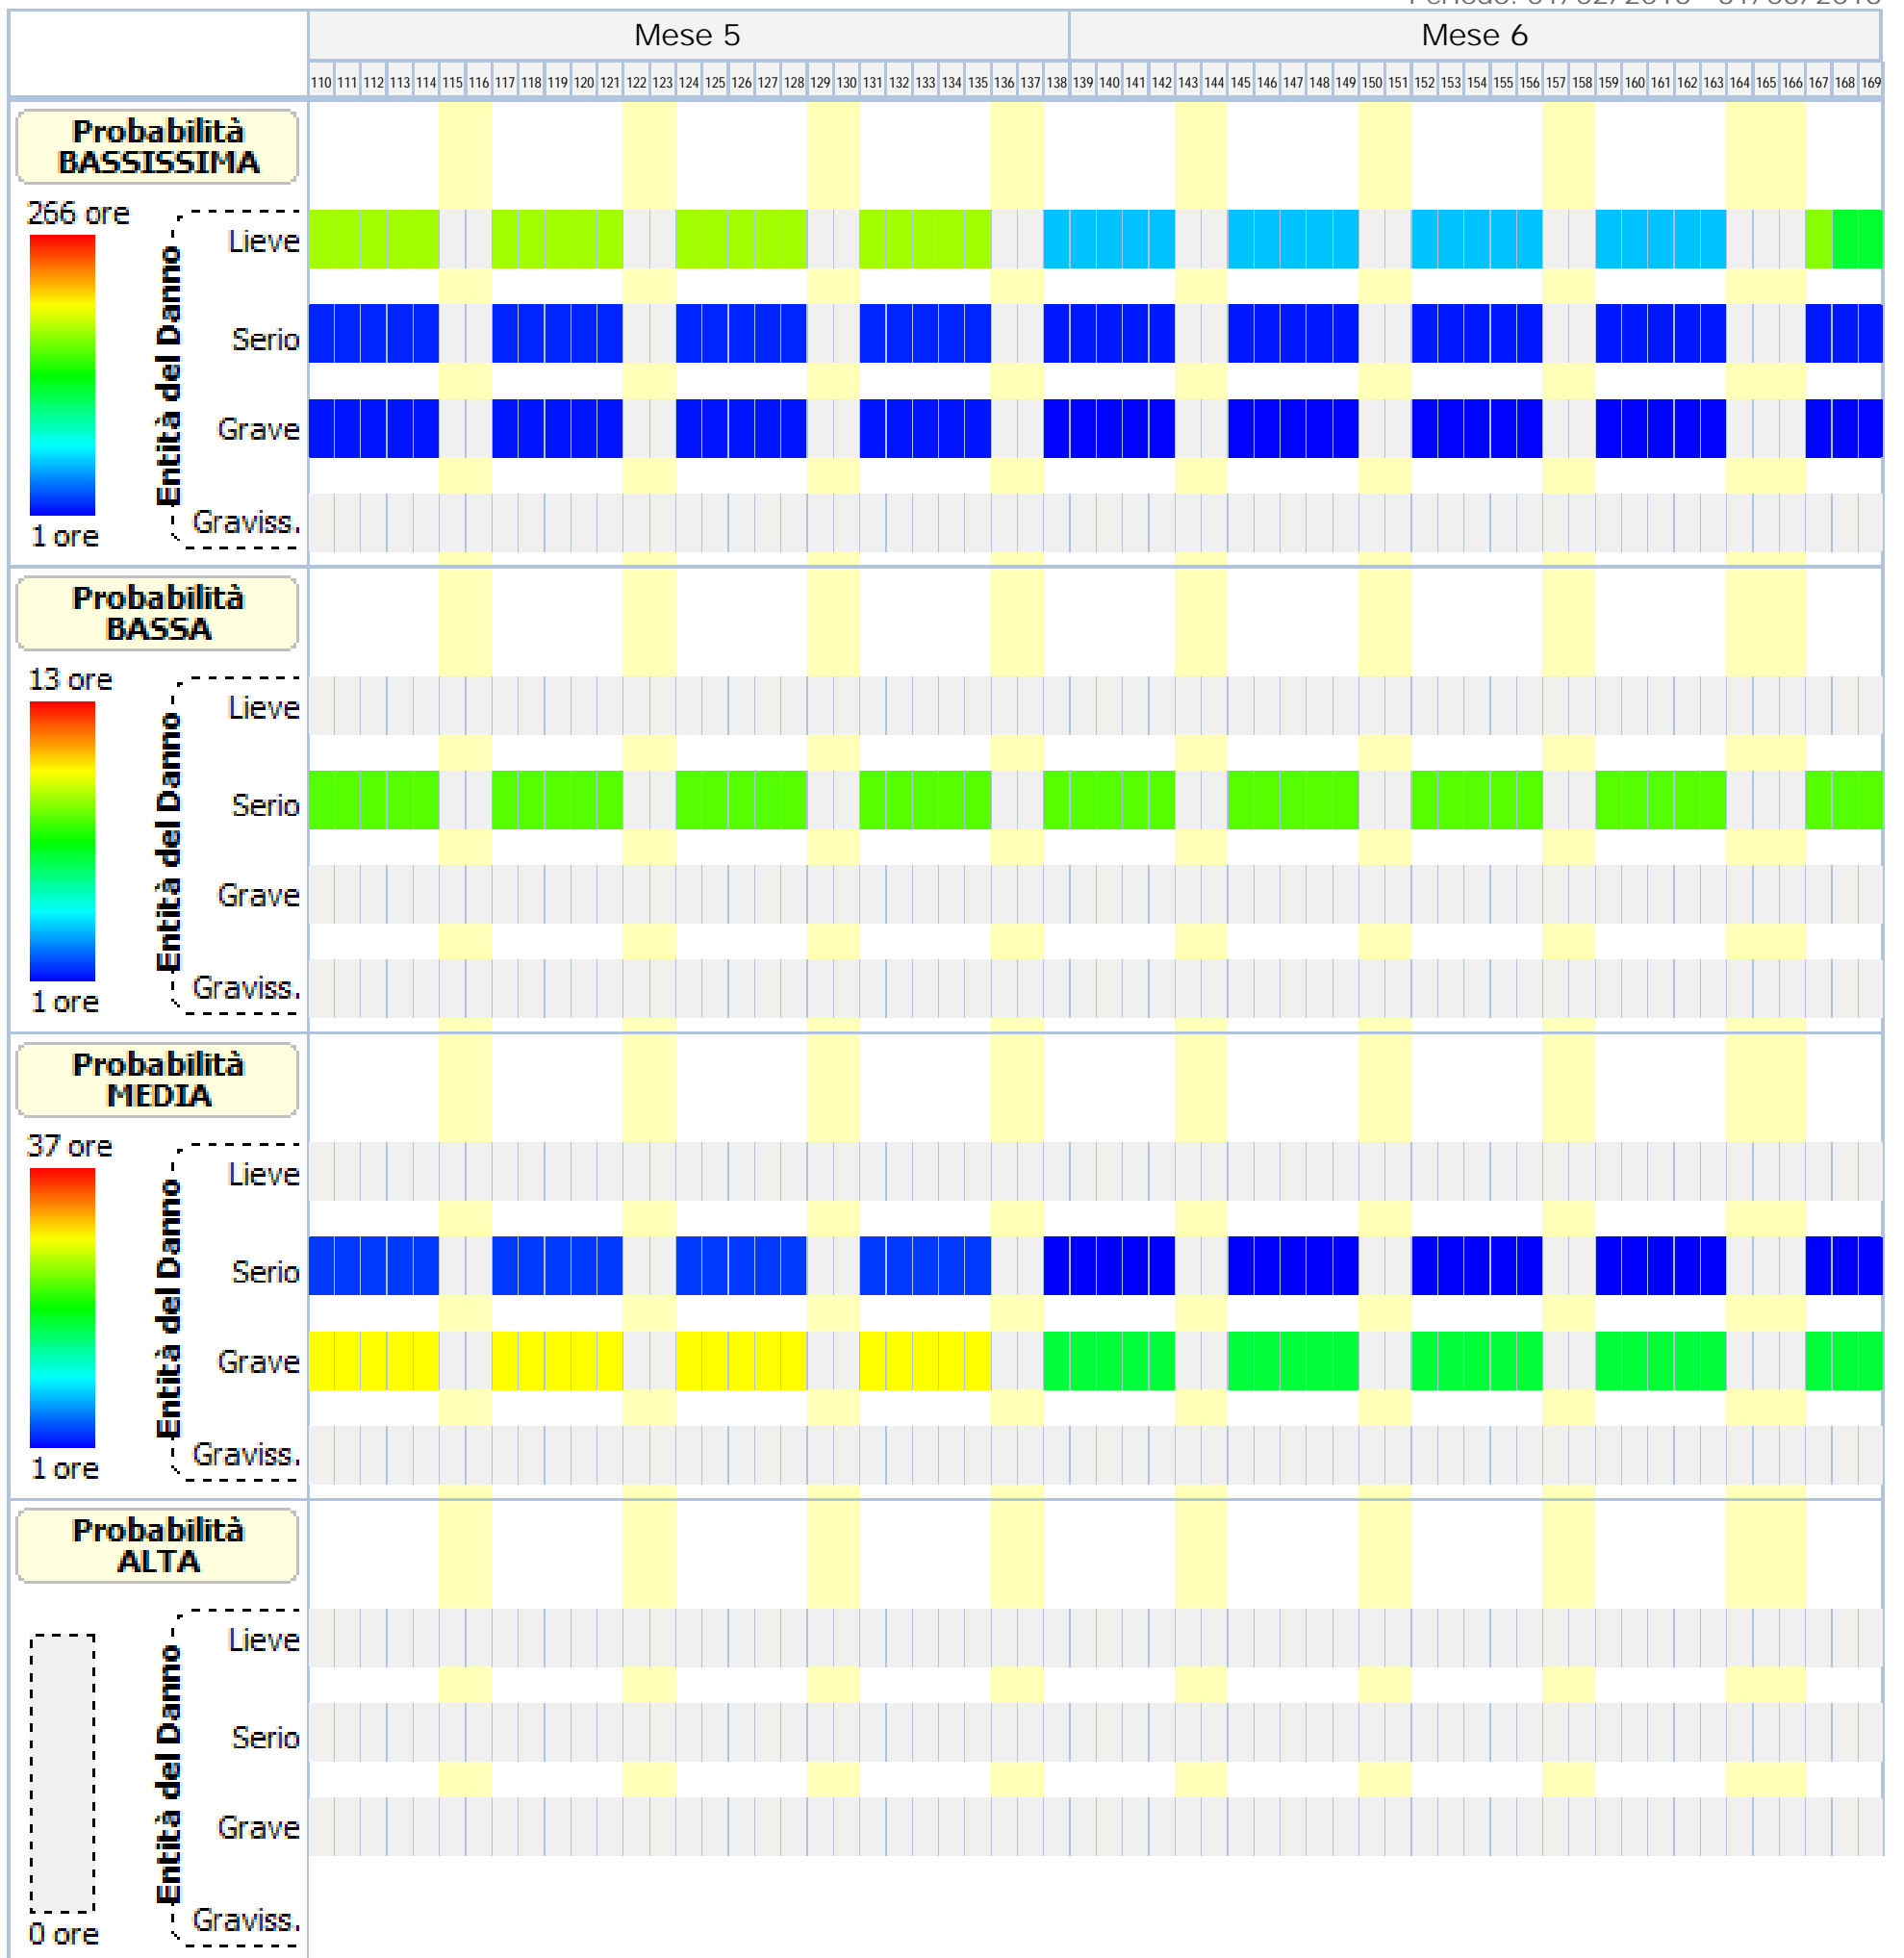 Mese 5 Mese 6
110 111 112 113 114 115 116 117 118 119 120 121 122 123 124 125 126 127 128 129 130 131 132 133 134 135 136 137 138 139 140 141 142 143 144 145 146 147 148 149 150 151 152 153 154 155 156 157 158 159 160 161 162 163 164 165 166 167 168 169
Probabilità
BASSISSIMA
266 ore
Entità del Danno
Lieve
Serio
Grave
Graviss.
1 ore
Probabilità
BASSA
13 ore
Entità del Danno
Lieve
Serio
Grave
Graviss.
1 ore
Probabilità
MEDIA
37 ore
Entità del Danno
Lieve
Serio
Grave
Graviss.
1 ore
Probabilità
ALTA
Entità del Danno
Lieve
Serio
Grave
Graviss.
0 ore